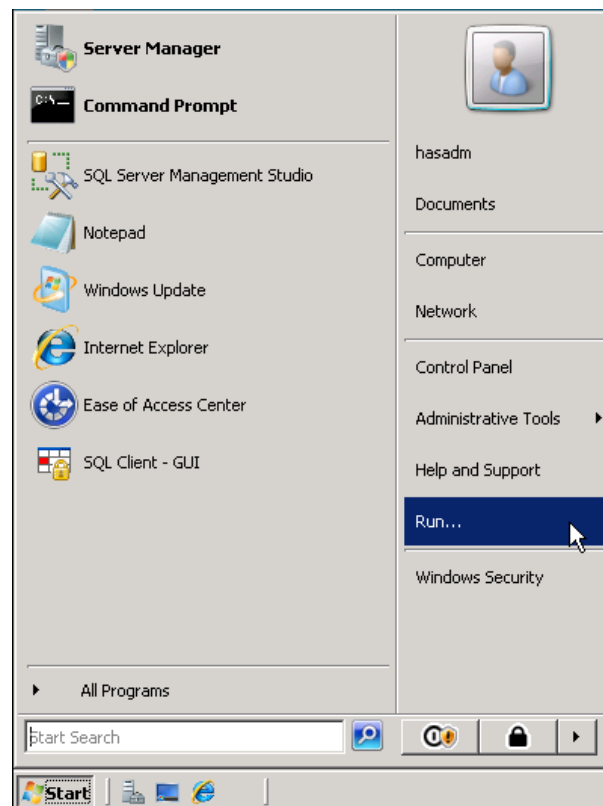 Server Manager
Command Prompt
SQL Server Management Studio
Notepad
Windows Update
Internet Explorer
Ease of Access Center
SQL Client - GUI
All Programs
Start Search
hasadm
Documents
Computer
Network
Control Panel
Administrative Tools
Help and Support
Run...
Windows Security
Start